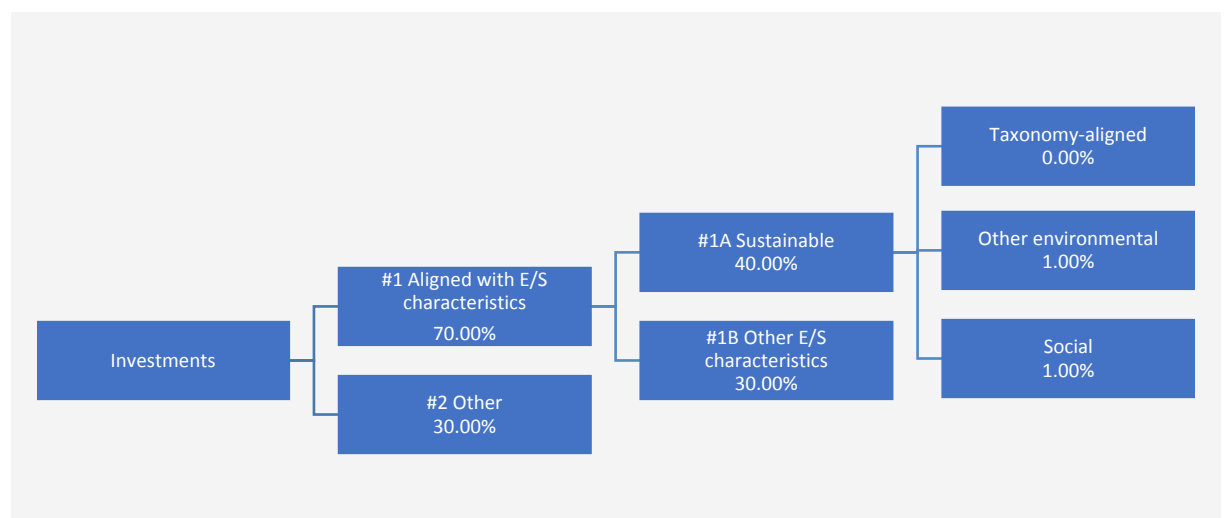 Investments
#1 Aligned with E/S
characteristics
70.00%
#2 Other
30.00%
#1A Sustainable
40.00%
#1B Other E/S
characteristics
30.00%
Taxonomy-aligned
0.00%
Other environmental
1.00%
Social
1.00%